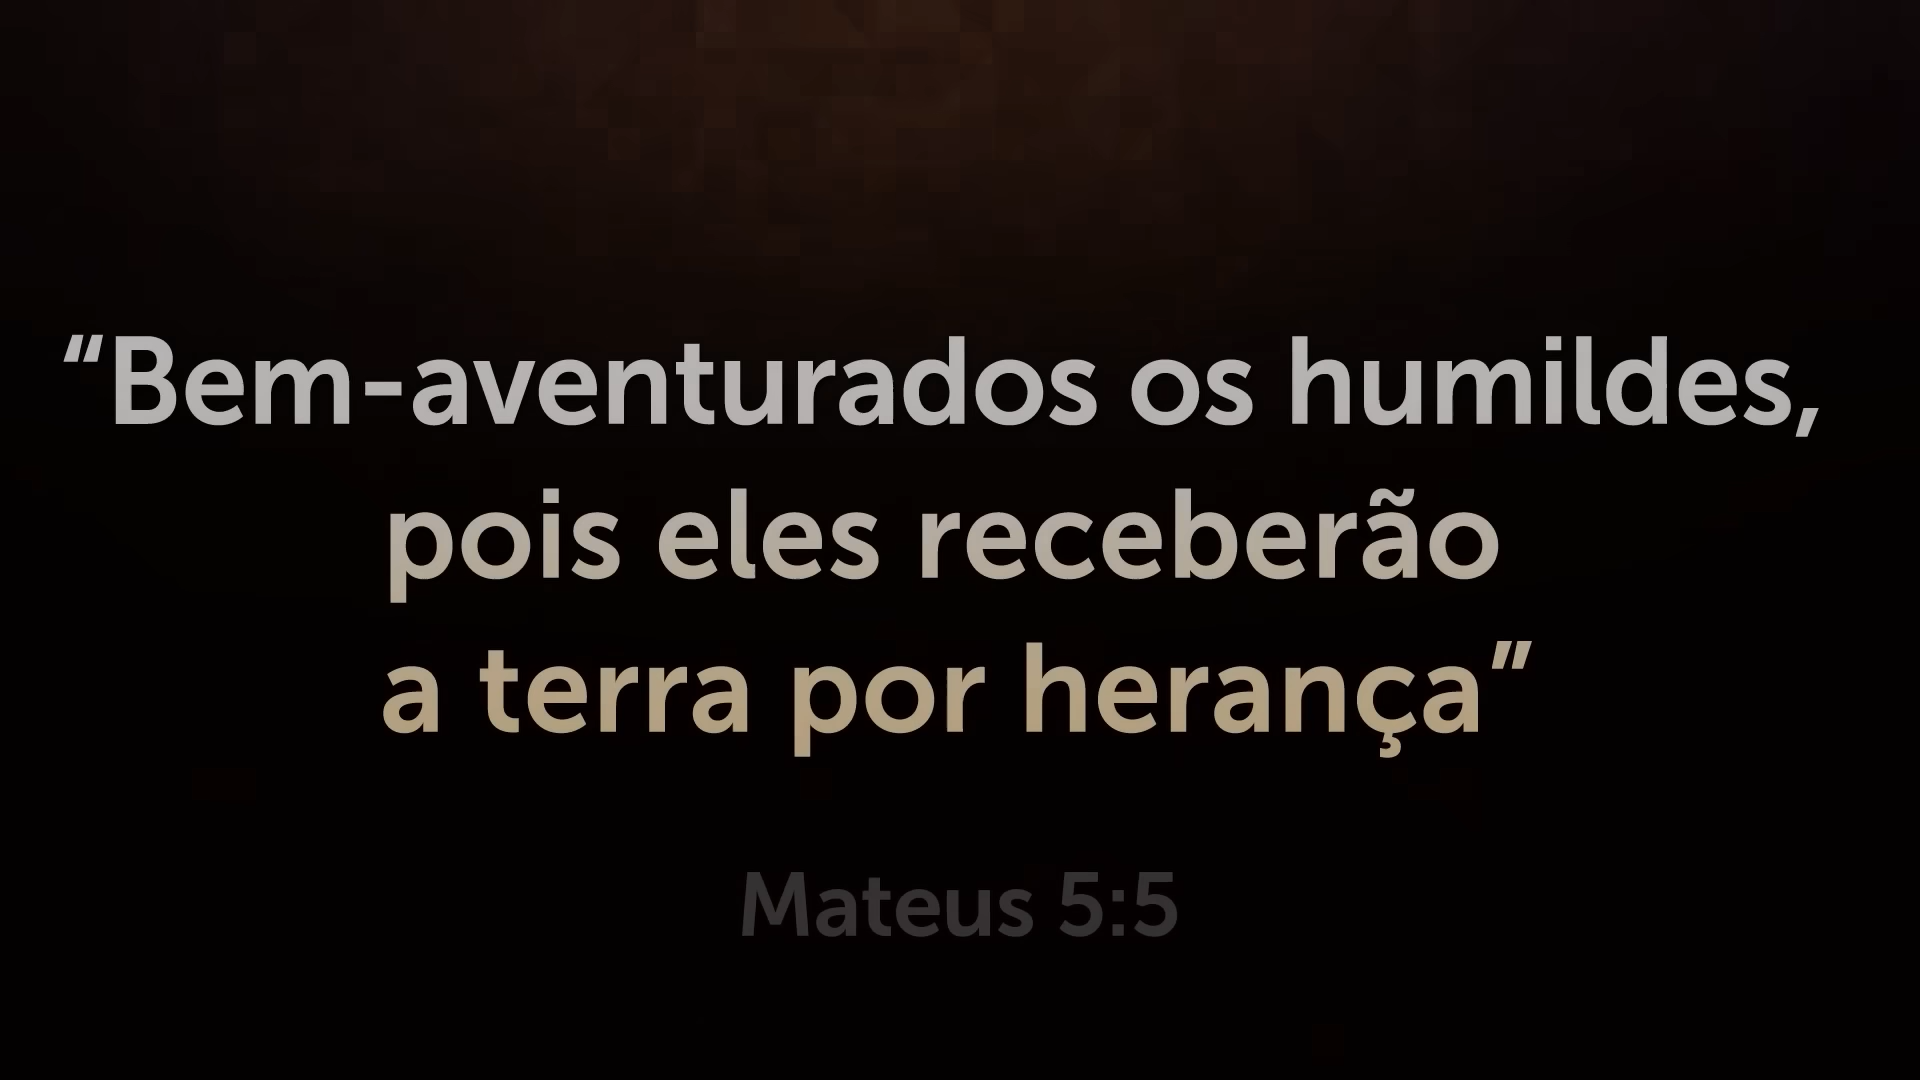 “Bem-aventurados os humildes,
pois eles receberão
a terra por herança”
Mateus 5:5